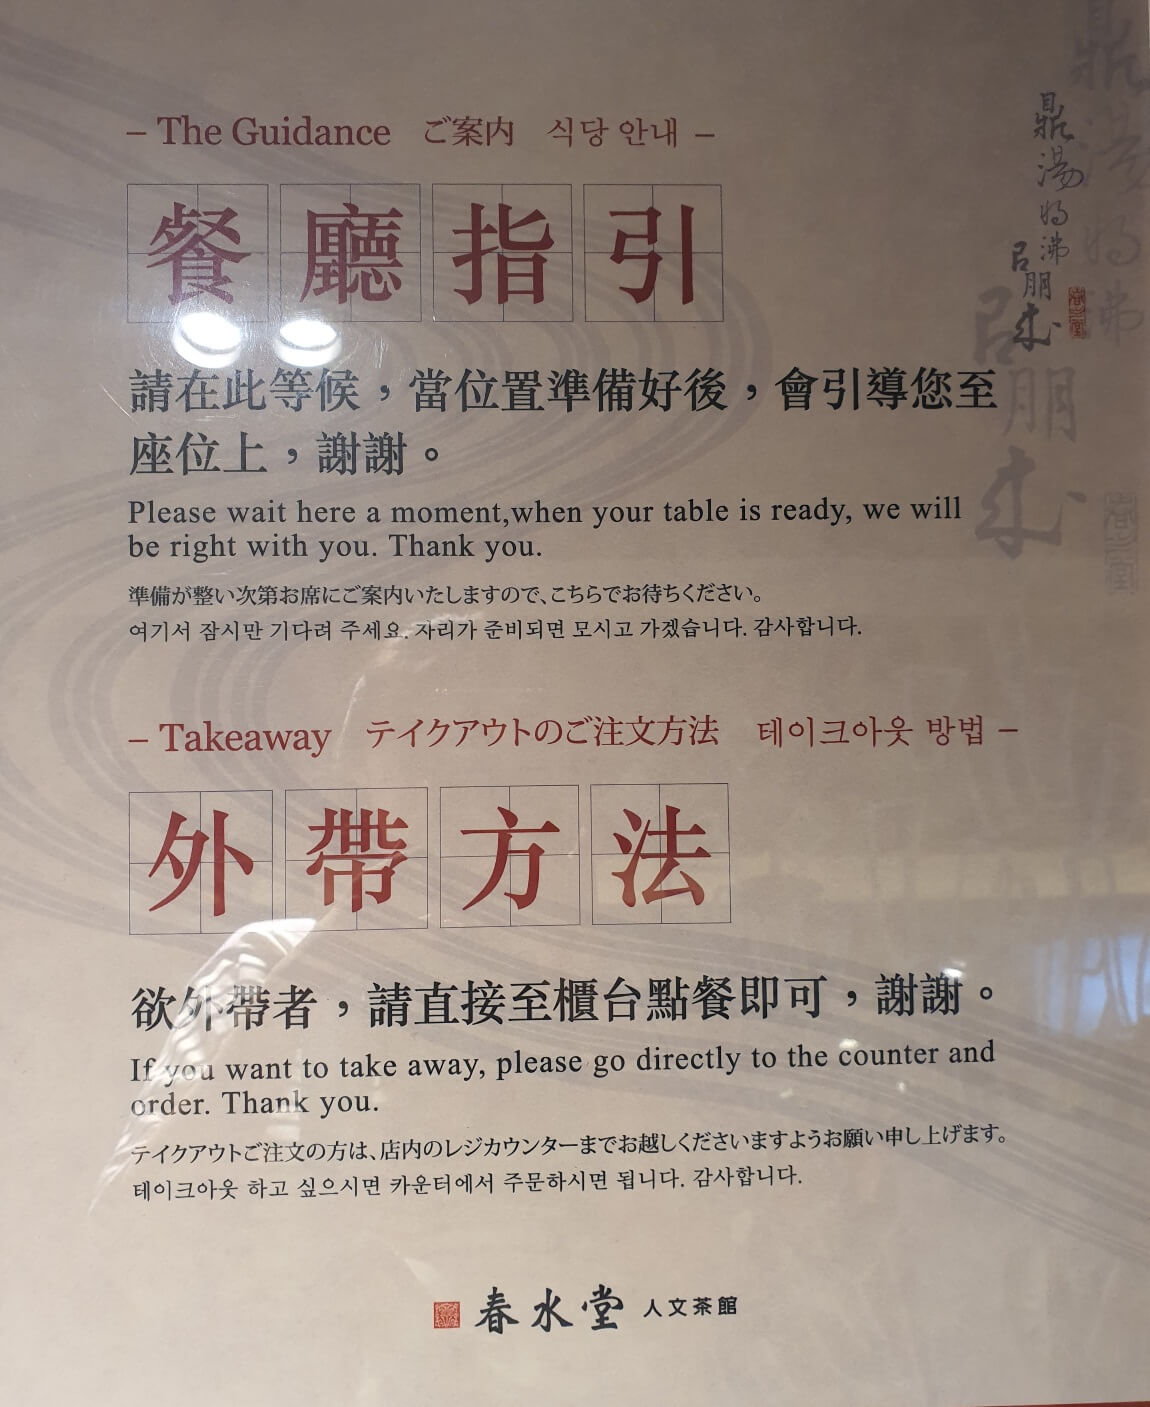 – The Guidance ご案内 식당 안내 –
餐廳指引
請在此等候，當位置準備好後，會引導您至
座位上，謝謝。
Please wait here a moment,when your table is ready, we will
be right with you. Thank you.
準備が整い次第お席にご案内いたしますので、こちらでお待ちください。
여기서 잠시만 기다려 주세요. 자리가 준비되면 모시고 가겠습니다. 감사합니다.
– Takeaway テイクアウトのご注文方法 테이크아웃 방법 –
外帶方法
欲外帶者，請直接至櫃台點餐即可，謝謝。
If you want to take away, please go directly to the counter and
order. Thank you.
テイクアウトご注文の方は、店内のレジカウンターまでお越しくださいますようお願い申し上げます。
테이크아웃 하고 싶으시면 카운터에서 주문하시면 됩니다. 감사합니다.
春水堂 人文茶館